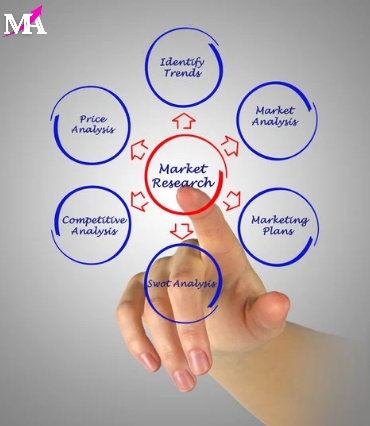 MA
Identify
Trends
Price
Analysis
Market
Analysis
Market
Research
Competitive
Analysis
Marketing
Plans
Swot Analysis